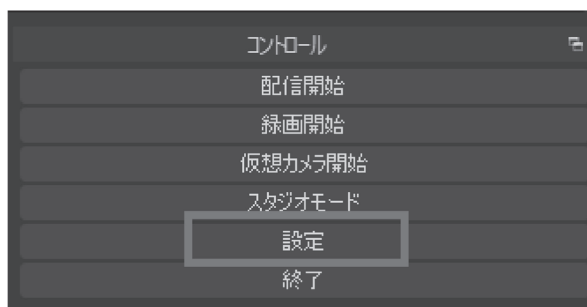 コントロール
配信開始
録画開始
仮想カメラ開始
スタジオモード
設定
終了